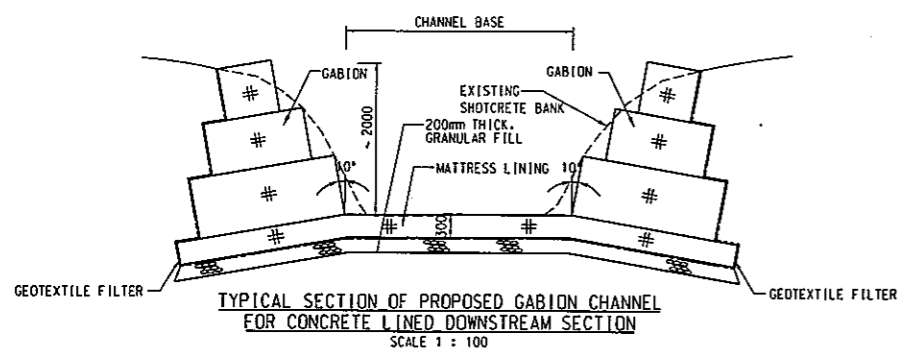 CHANNEL BASE
GABION
GABION
EXISTING
SHOTCRETE BANK
~2000
200mm THICK.
GRANULAR FILL
10°
MATTRESS LINING
10°
300
GEOTEXTILE FILTER
GEOTEXTILE FILTER
TYPICAL SECTION OF PROPOSED GABION CHANNEL
FOR CONCRETE LINED DOWNSTREAM SECTION
SCALE 1 : 100